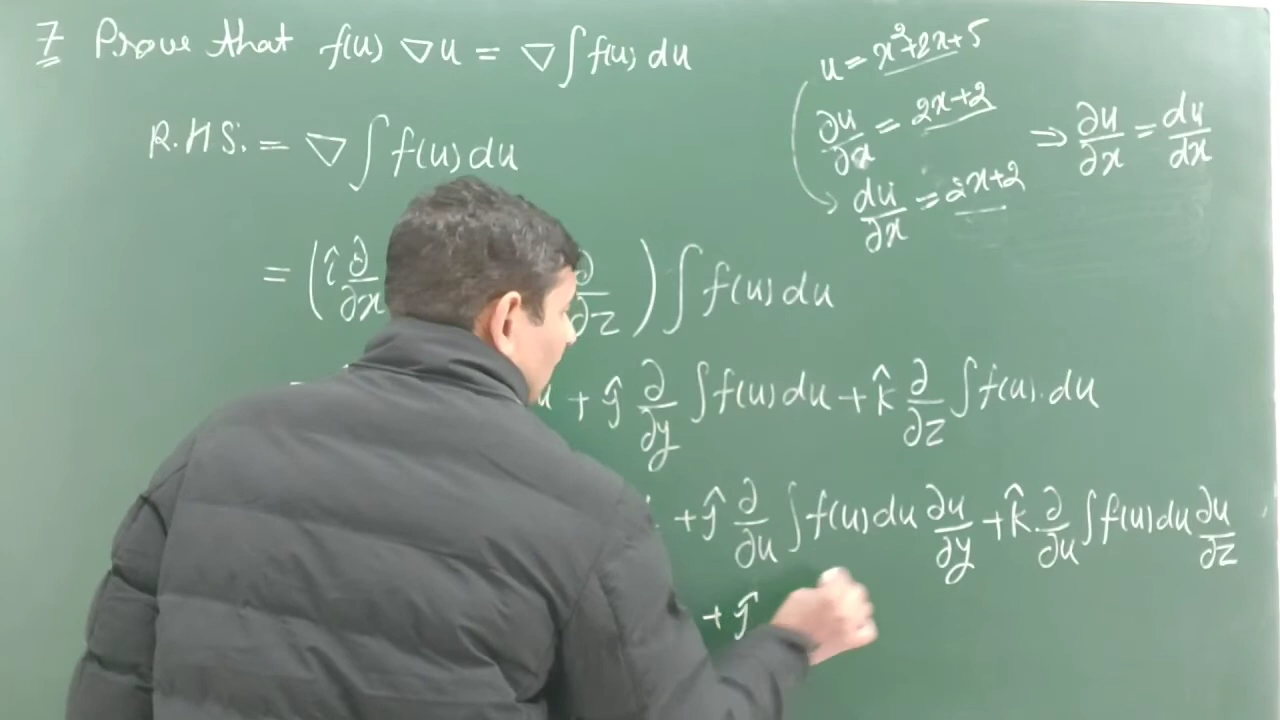 7 Prove that f(u) ∇u = ∇∫f(u) du
u = x²+2x+5
∂u/∂x = 2x+2 ⇒ ∂u/∂x = du/dx
du/∂x = 2x+2
R.H.S. = ∇∫f(u) du
= (î ∂/∂x ∂/∂z) ∫f(u) du
u + ĵ ∂/∂y ∫f(u) du + k̂ ∂/∂z ∫f(u). du
+ ĵ ∂/∂u ∫f(u) du ∂u/∂y + k̂. ∂/∂u ∫f(u) du ∂u/∂z
+ ĵ